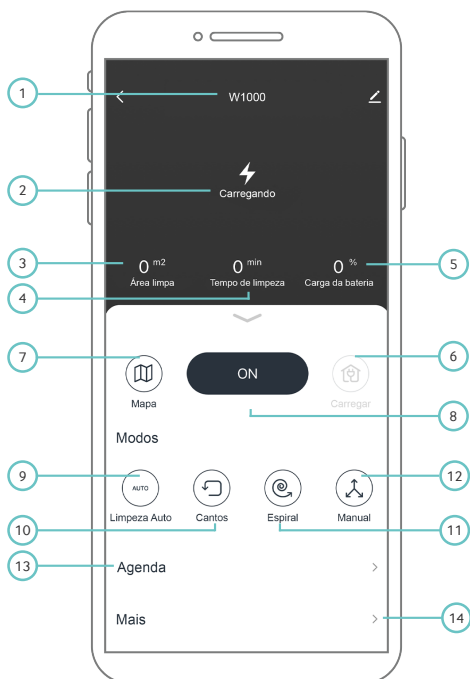 1
W1000
2
Carregando
3
0 m2
0 min
0 %
5
Área limpa
Tempo de limpeza
Carga da bateria
4
7
6
ON
8
Mapa
Carregar
Modos
9
AUTO
12
Limpeza Auto
Cantos
Espiral
Manual
10
11
13
Agenda
Mais
14